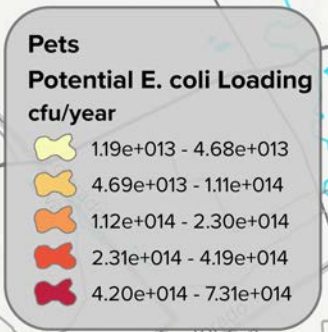 Pets
Potential E. coli Loading
cfu/year
1.19e+013 - 4.68e+013
4.69e+013 - 1.11e+014
1.12e+014 - 2.30e+014
2.31e+014 - 4.19e+014
4.20e+014 - 7.31e+014